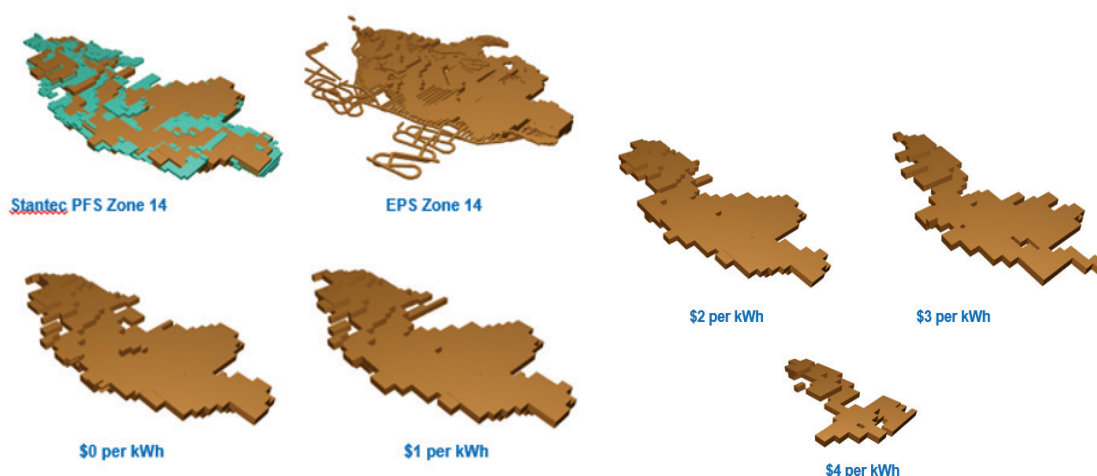 Stantec PFS Zone 14
EPS Zone 14
$2 per kWh
$3 per kWh
$0 per kWh
$1 per kWh
$4 per kWh